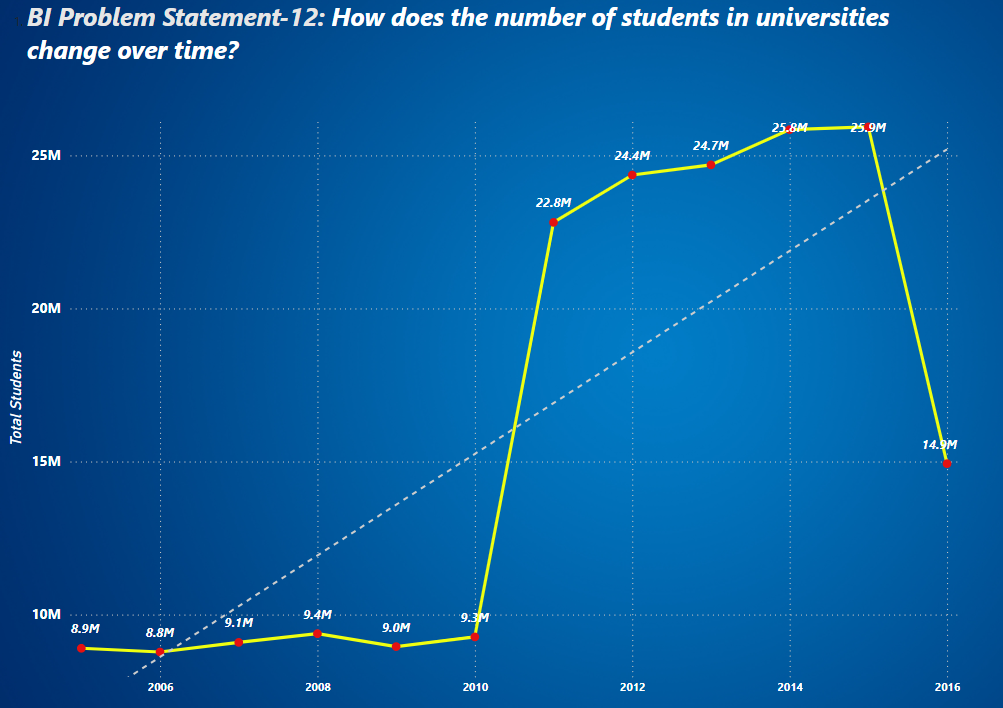 BI Problem Statement-12: How does the number of students in universities
change over time?
25M
20M
15M
10M
Total Students
8.9M
8.8M
9.1M
9.4M
9.0M
9.3M
22.8M
24.4M
24.7M
25.8M
25.9M
14.9M
2006
2008
2010
2012
2014
2016